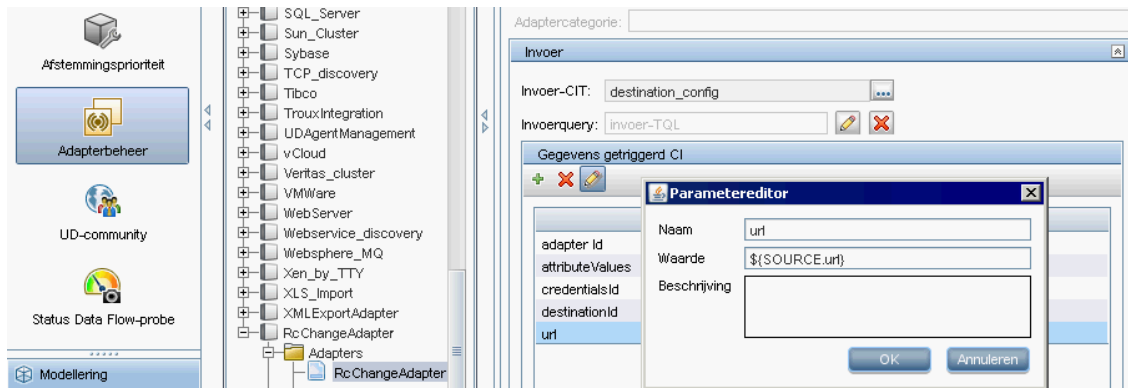 Afstemmingsprioriteit
Adapterbeheer
UD-community
Status Data Flow-probe
Modellering
SQL_Server
Sun_Cluster
Sybase
TCP_discovery
Tibco
TrouxIntegration
UDAgentManagement
vCloud
Veritas_cluster
VMWare
WebServer
Webservice_discovery
Websphere_MQ
Xen_by_TTY
XLS_Import
XMLExportAdapter
RcChangeAdapter
Adapters
RcChangeAdapter
Adaptercategorie:
Invoer
Invoer-CIT: destination_config ...
Invoerquery: invoer-TQL
Gegevens getriggerd CI
adapter Id
attributeValues
credentialsId
destinationId
url
Parametereditor
Naam url
Waarde ${SOURCE.url}
Beschrijving
OK Annuleren